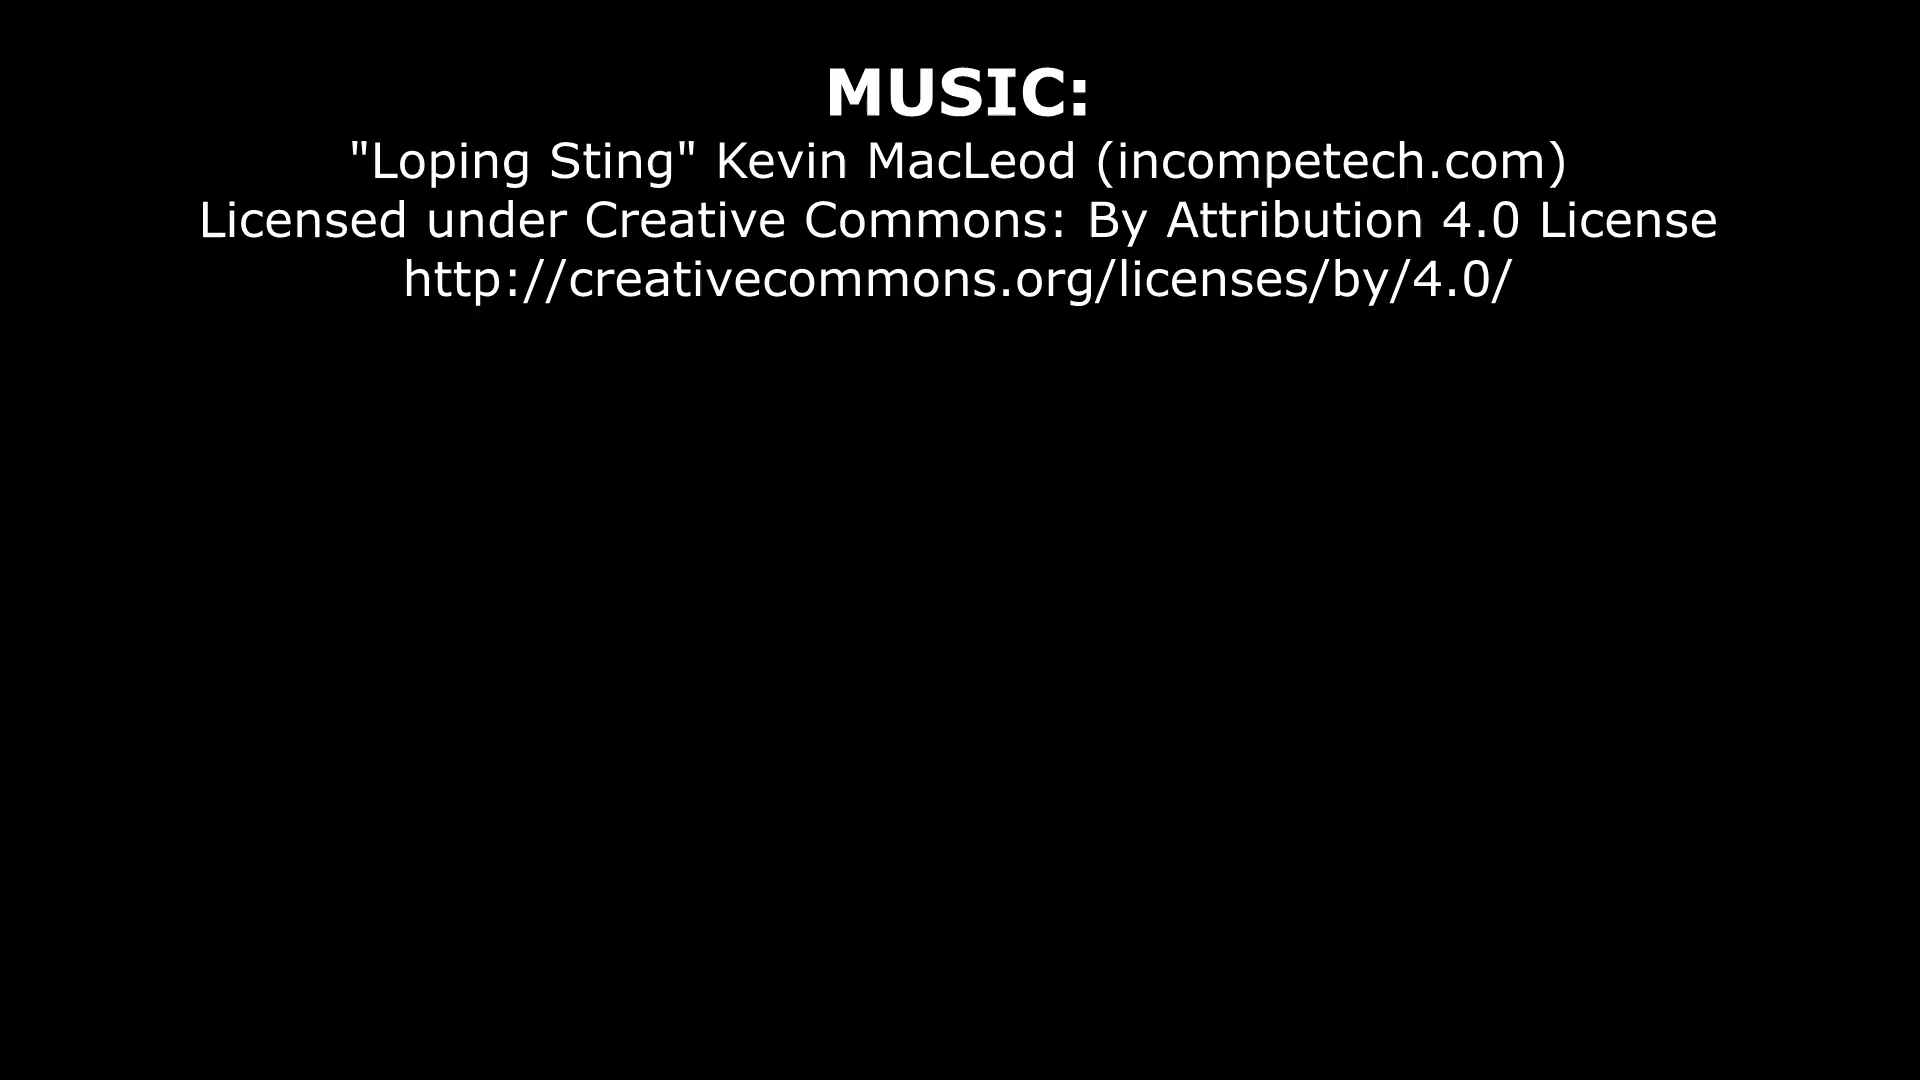 MUSIC:
"Loping Sting" Kevin MacLeod (incompetech.com)
Licensed under Creative Commons: By Attribution 4.0 License
http://creativecommons.org/licenses/by/4.0/